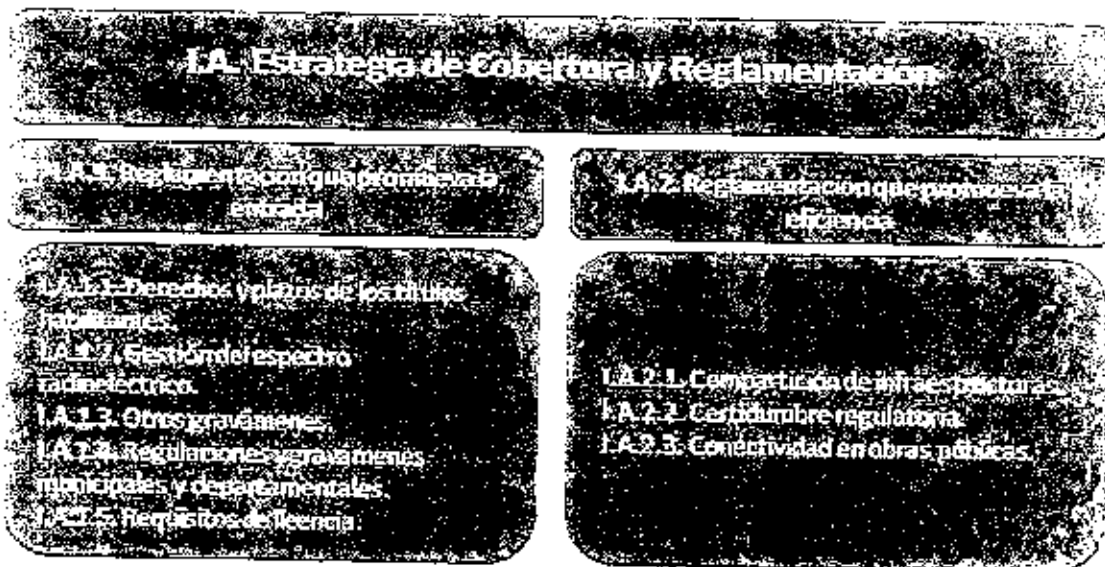 I.A. Estrategia de Cobertura y Reglamentación
I.A.1. Reglamentación que promueva la
entrada
I.A.2. Reglamentación que promueva la
eficiencia
I.A.1.1. Derechos y plazos de los títulos
habilitantes.
I.A.1.2. Gestión del espectro
radioeléctrico.
I.A.1.3. Otros gravámenes.
I.A.1.4. Regulaciones y gravámenes
municipales y departamentales.
I.A.1.5. Requisitos de licencia.
I.A.2.1. Compartición de infraestructuras.
I.A.2.2. Certidumbre regulatoria.
I.A.2.3. Conectividad en obras públicas.